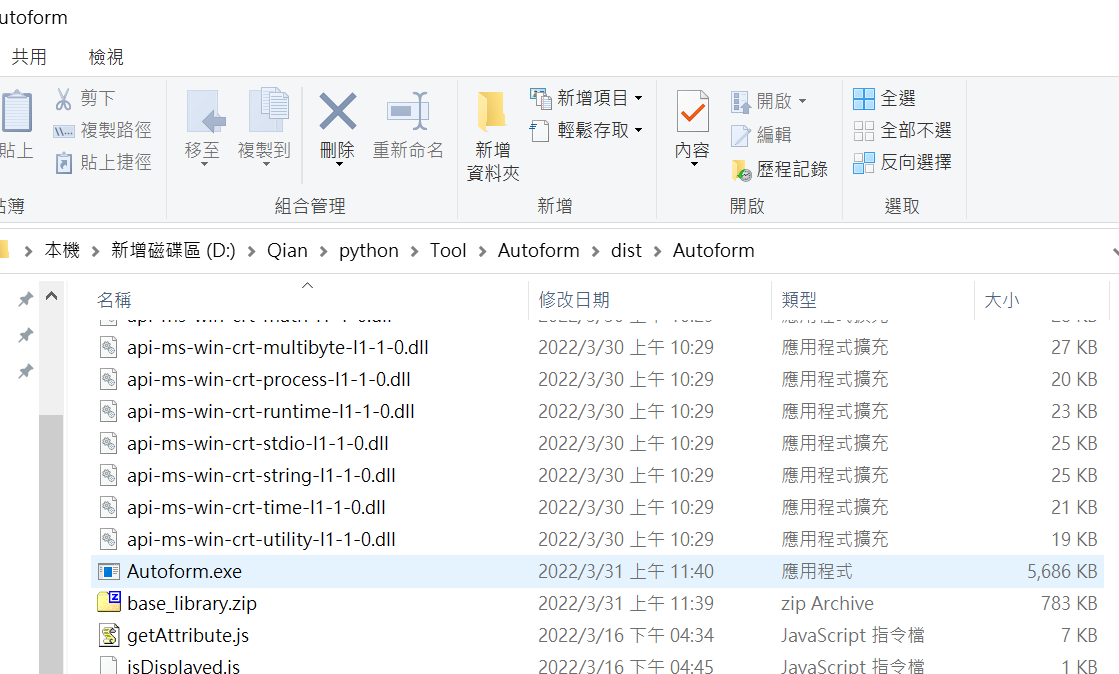 utoform
共用 檢視
剪下
複製路徑
貼上捷徑
貼上
移至
複製到
刪除
重新命名
組合管理
新增項目
輕鬆存取
新增
資料夾
新增
內容
開啟
編輯
歷程記錄
開啟
全選
全部不選
反向選擇
選取
本機 新增磁碟區 (D:) Qian python Tool Autoform dist Autoform
名稱 修改日期 類型 大小
api-ms-win-crt-multibyte-l1-1-0.dll 2022/3/30 上午 10:29 應用程式擴充 27 KB
api-ms-win-crt-process-l1-1-0.dll 2022/3/30 上午 10:29 應用程式擴充 20 KB
api-ms-win-crt-runtime-l1-1-0.dll 2022/3/30 上午 10:29 應用程式擴充 23 KB
api-ms-win-crt-stdio-l1-1-0.dll 2022/3/30 上午 10:29 應用程式擴充 25 KB
api-ms-win-crt-string-l1-1-0.dll 2022/3/30 上午 10:29 應用程式擴充 25 KB
api-ms-win-crt-time-l1-1-0.dll 2022/3/30 上午 10:29 應用程式擴充 21 KB
api-ms-win-crt-utility-l1-1-0.dll 2022/3/30 上午 10:29 應用程式擴充 19 KB
Autoform.exe 2022/3/31 上午 11:40 應用程式 5,686 KB
base_library.zip 2022/3/31 上午 11:39 zip Archive 783 KB
getAttribute.js 2022/3/16 下午 04:34 JavaScript 指令檔 7 KB
isDisplayed.js 2022/3/16 下午 04:45 JavaScript 指令檔 1 KB